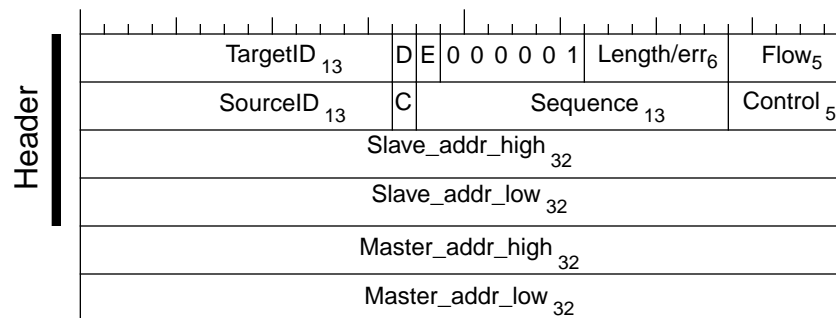 TargetID 13 D E 0 0 0 0 0 1 Length/err6 Flow5
SourceID 13 C Sequence 13 Control 5
Slave_addr_high 32
Slave_addr_low 32
Master_addr_high 32
Master_addr_low 32
Header